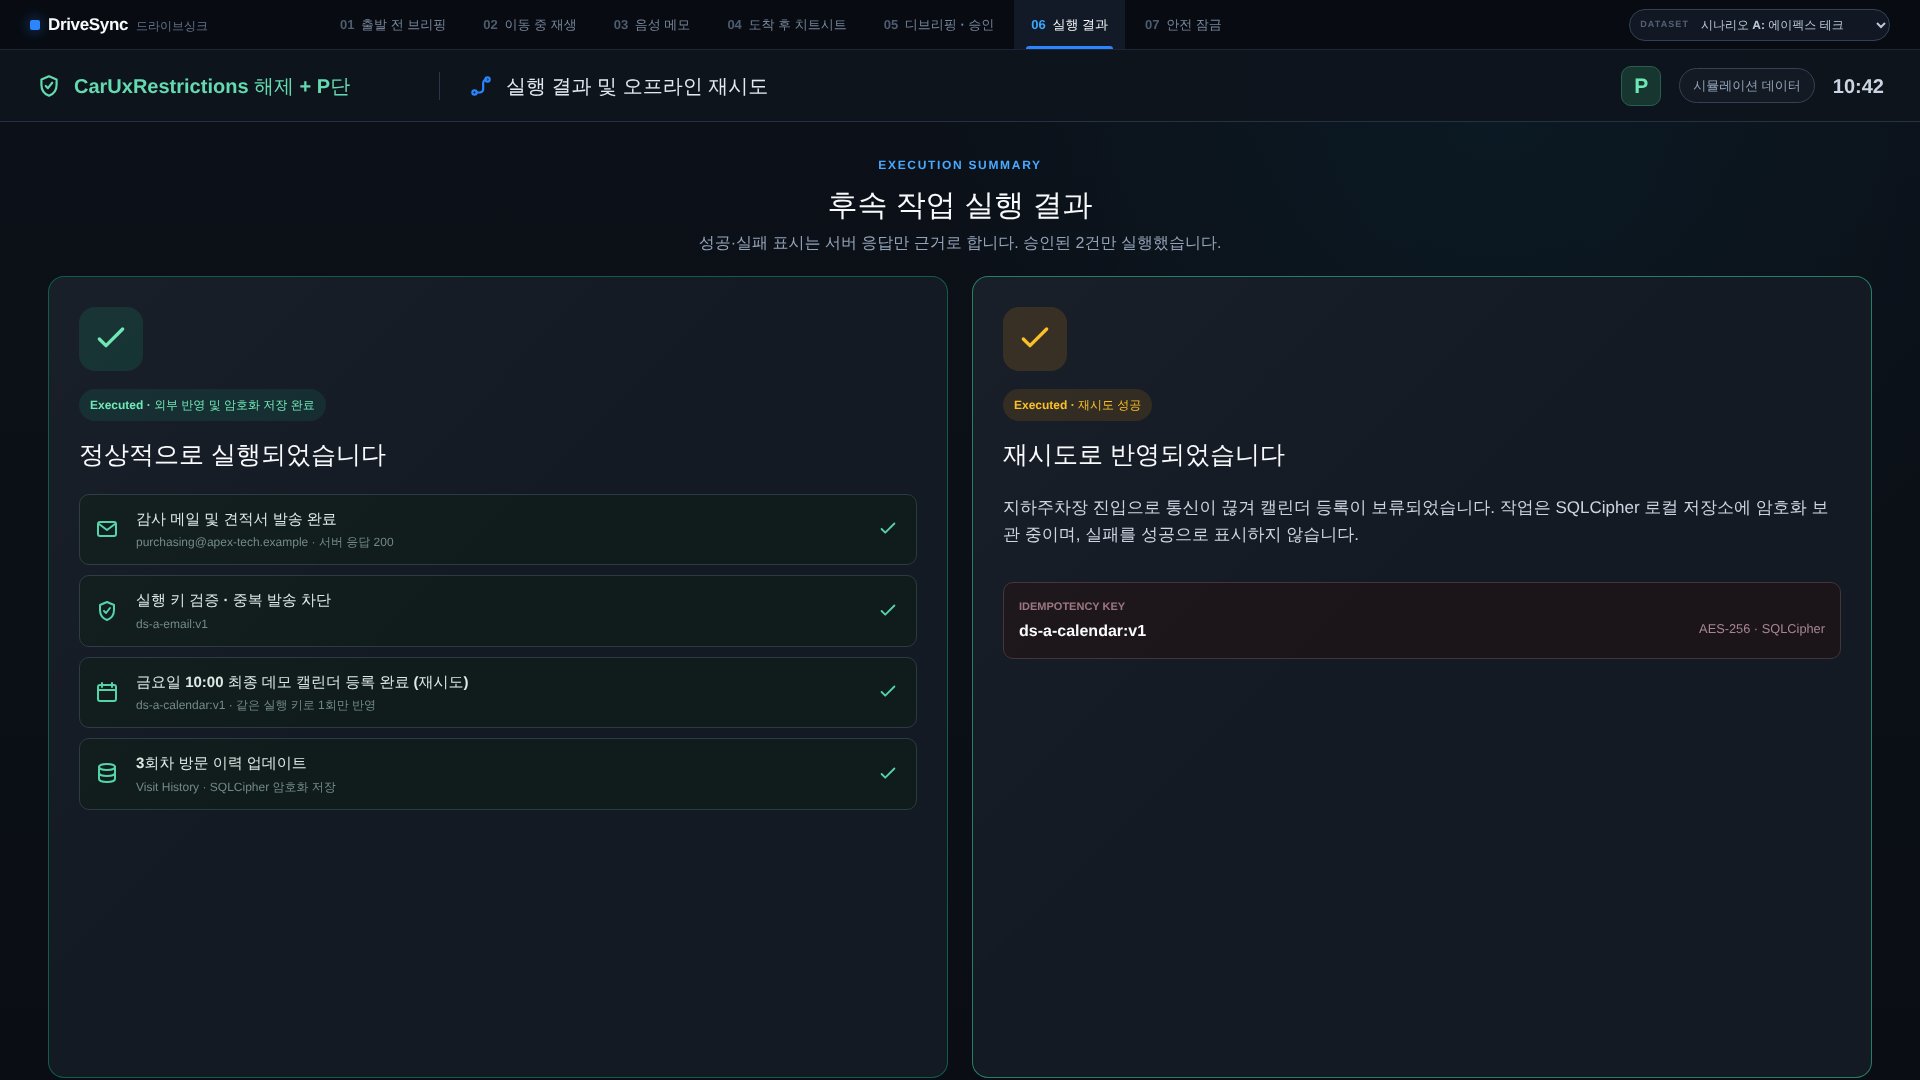 DriveSync 드라이브싱크
01 출발 전 브리핑
02 이동 중 재생
03 음성 메모
04 도착 후 치트시트
05 디브리핑 · 승인
06 실행 결과
07 안전 잠금
DATASET 시나리오 A: 에이펙스 테크
CarUxRestrictions 해제 + P단
실행 결과 및 오프라인 재시도
P
시뮬레이션 데이터
10:42
EXECUTION SUMMARY
후속 작업 실행 결과
성공·실패 표시는 서버 응답만 근거로 합니다. 승인된 2건만 실행했습니다.
Executed · 외부 반영 및 암호화 저장 완료
정상적으로 실행되었습니다
감사 메일 및 견적서 발송 완료
purchasing@apex-tech.example · 서버 응답 200
실행 키 검증 · 중복 발송 차단
ds-a-email:v1
금요일 10:00 최종 데모 캘린더 등록 완료 (재시도)
ds-a-calendar:v1 · 같은 실행 키로 1회만 반영
3회차 방문 이력 업데이트
Visit History · SQLCipher 암호화 저장
Executed · 재시도 성공
재시도로 반영되었습니다
지하주차장 진입으로 통신이 끊겨 캘린더 등록이 보류되었습니다. 작업은 SQLCipher 로컬 저장소에 암호화 보
관 중이며, 실패를 성공으로 표시하지 않습니다.
IDEMPOTENCY KEY
ds-a-calendar:v1
AES-256 · SQLCipher